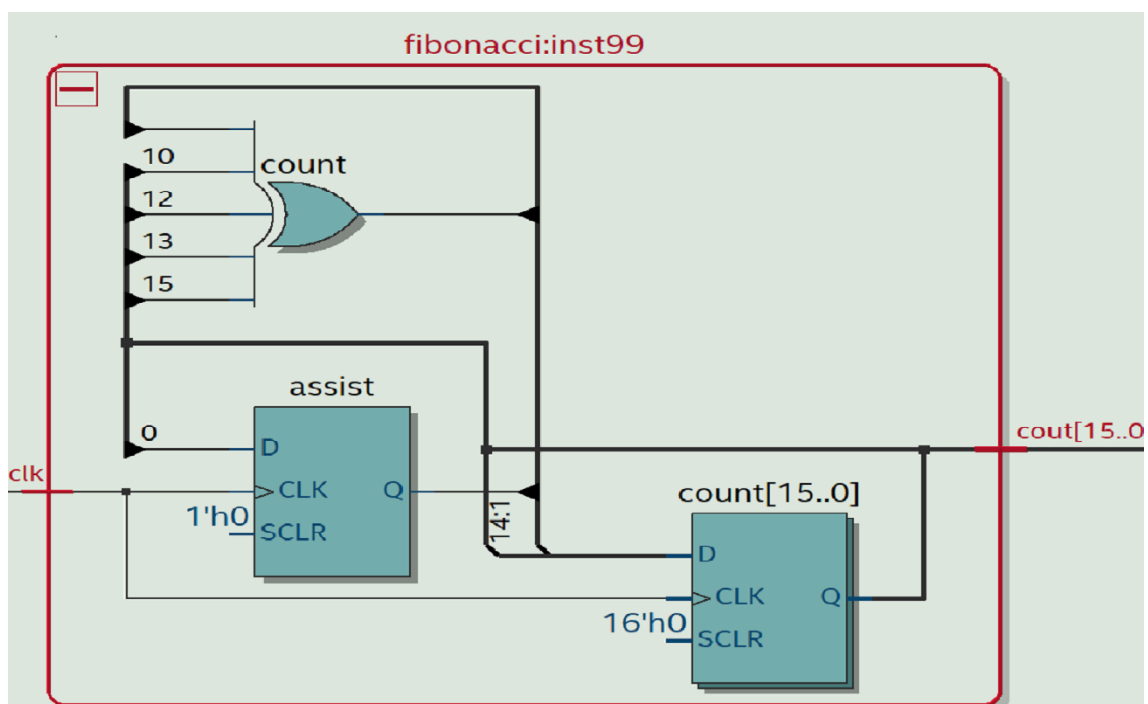 fibonacci:inst99
10
count
12
13
15
assist
0
D
cout[15..0
clk
CLK
Q
count[15..0]
1'h0
SCLR
14:1
D
CLK
Q
16'h0
SCLR